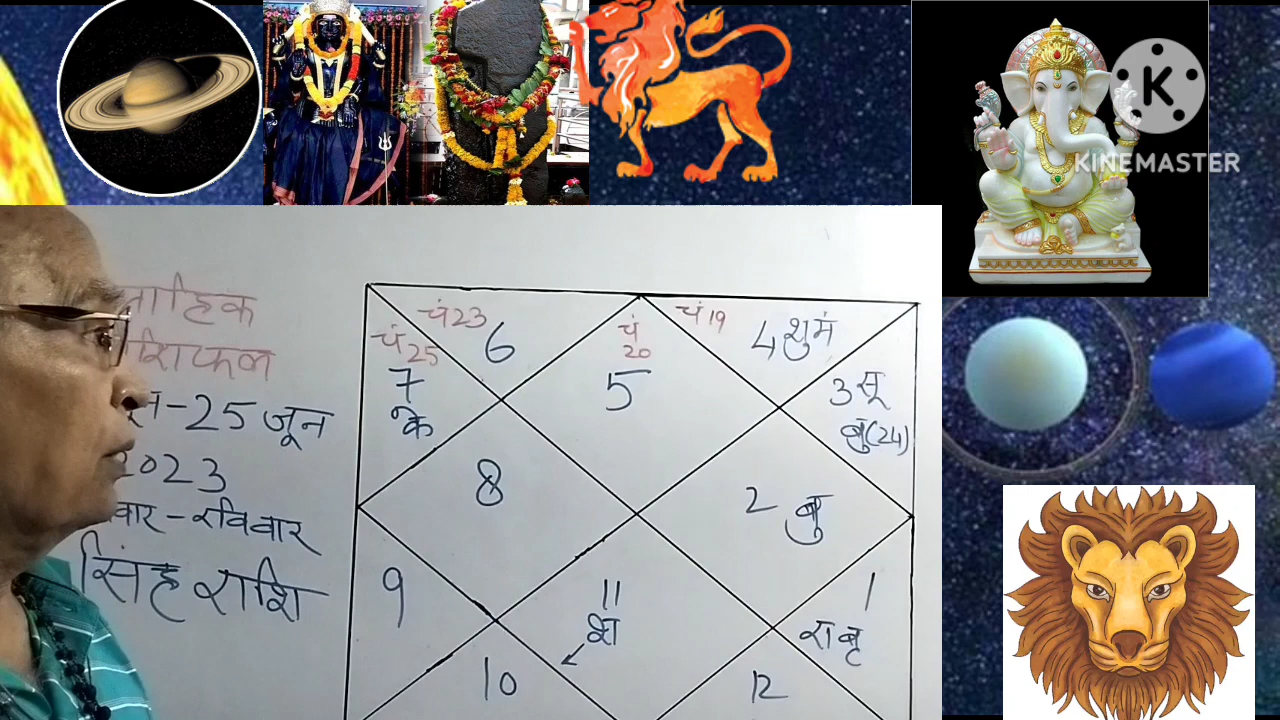 KINEMASTER
ाहिक
राशिफल
- 25 जून
2023
वार - रविवार
सिंह राशि
चं 23
6
चं 25
7
के
चं
20
5
चं 19
4 शु मं
3 सू
बु (24)
8
2 बु
9
11
श
1
रा बृ
10
12